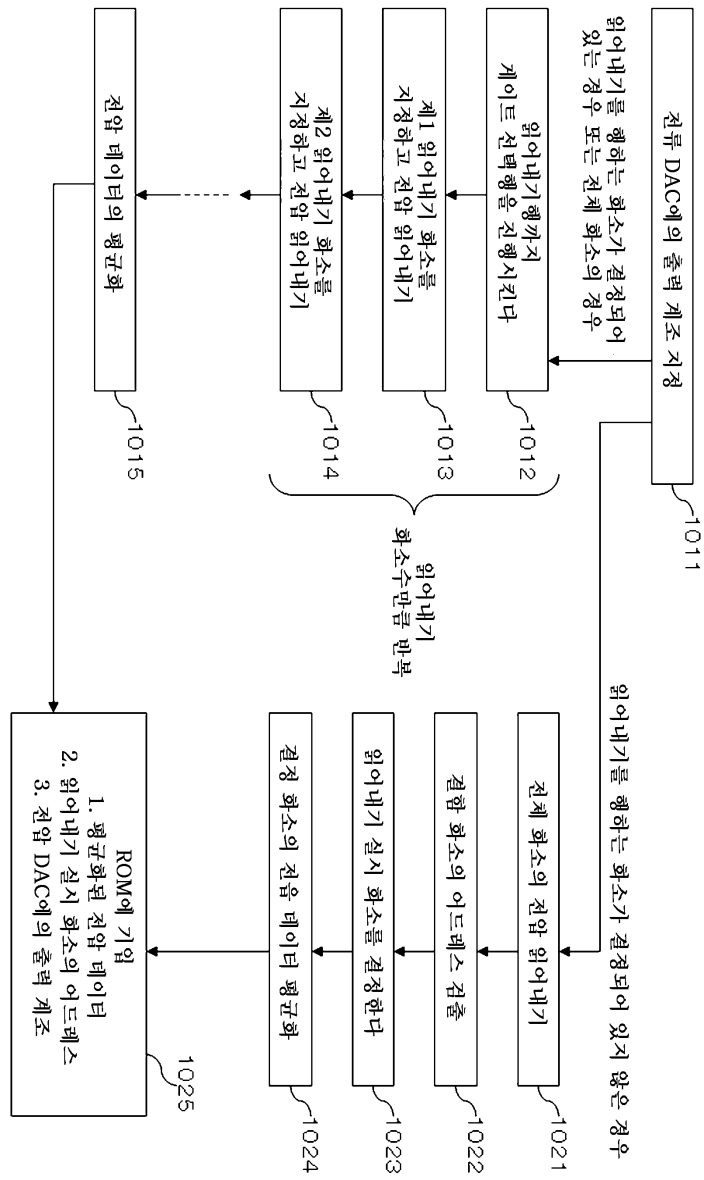 전류 DAC에의 출력 계조 지정
1011
읽어내기를 행하는 화소가 결정되어
있는 경우 또는 전체 화소의 경우
읽어내기행까지
게이트 선택행을 진행시킨다
1012
제1 읽어내기 화소를
지정하고 전압 읽어내기
1013
제2 읽어내기 화소를
지정하고 전압 읽어내기
1014
읽어내기
화소수만큼 반복
전압 데이터의 평균화
1015
읽어내기를 행하는 화소가 결정되어 있지 않은 경우
전체 화소의 전압 읽어내기
1021
결함 화소의 어드레스 검출
1022
읽어내기 실시 화소를 결정한다
1023
결정 화소의 전읍 데이터 평균화
1024
ROM에 기입
1. 평균화된 전압 데이터
2. 읽어내기 실시 화소의 어드레스
3. 전압 DAC에의 출력 계조
1025